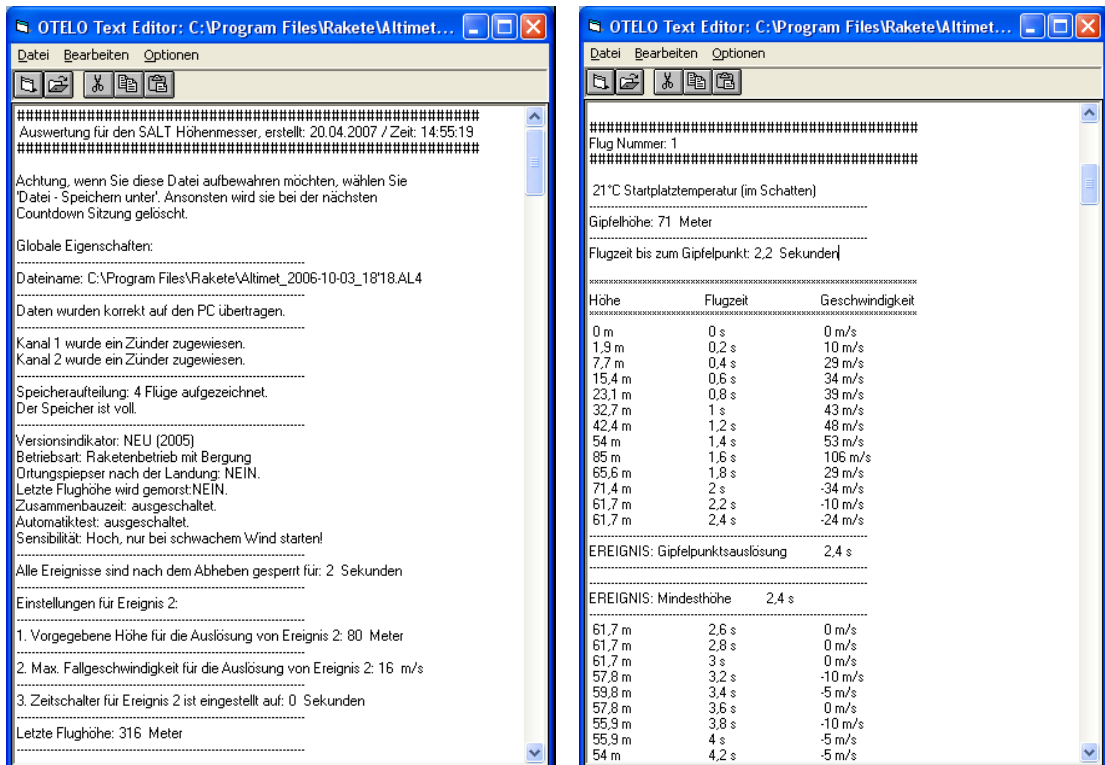 OTELO Text Editor: C:\Program Files\Rakete\Altimet...
Datei Bearbeiten Optionen
#######################################################
Auswertung für den SALT Höhenmesser, erstellt: 20.04.2007 / Zeit: 14:55:19
#######################################################
Achtung, wenn Sie diese Datei aufbewahren möchten, wählen Sie
'Datei - Speichern unter'. Ansonsten wird sie bei der nächsten
Countdown Sitzung gelöscht.
Globale Eigenschaften:
Dateiname: C:\Program Files\Rakete\Altimet_2006-10-03_18'18.AL4
Daten wurden korrekt auf den PC übertragen.
Kanal 1 wurde ein Zünder zugewiesen.
Kanal 2 wurde ein Zünder zugewiesen.
Speicheraufteilung: 4 Flüge aufgezeichnet.
Der Speicher ist voll.
Versionsindikator: NEU (2005)
Betriebsart: Raketenbetrieb mit Bergung
Ortungspiepser nach der Landung: NEIN.
Letzte Flughöhe wird gemorst:NEIN.
Zusammenbauzeit: ausgeschaltet.
Automatiktest: ausgeschaltet.
Sensibilität: Hoch, nur bei schwachem Wind starten!
Alle Ereignisse sind nach dem Abheben gesperrt für: 2 Sekunden
Einstellungen für Ereignis 2:
1. Vorgegebene Höhe für die Auslösung von Ereignis 2: 80 Meter
2. Max. Fallgeschwindigkeit für die Auslösung von Ereignis 2: 16 m/s
3. Zeitschalter für Ereignis 2 ist eingestellt auf: 0 Sekunden
Letzte Flughöhe: 316 Meter
OTELO Text Editor: C:\Program Files\Rakete\Altimet...
Datei Bearbeiten Optionen
#######################################
Flug Nummer: 1
#######################################
21°C Startplatztemperatur (im Schatten)
Gipfelhöhe: 71 Meter
Flugzeit bis zum Gipfelpunkt: 2,2 Sekunden
Höhe Flugzeit Geschwindigkeit
0 m 0 s 0 m/s
1,9 m 0,2 s 10 m/s
7,7 m 0,4 s 29 m/s
15,4 m 0,6 s 34 m/s
23,1 m 0,8 s 39 m/s
32,7 m 1 s 43 m/s
42,4 m 1,2 s 48 m/s
54 m 1,4 s 53 m/s
85 m 1,6 s 106 m/s
65,6 m 1,8 s 29 m/s
71,4 m 2 s -34 m/s
61,7 m 2,2 s -10 m/s
61,7 m 2,4 s -24 m/s
EREIGNIS: Gipfelpunktsauslösung 2,4 s
EREIGNIS: Mindesthöhe 2,4 s
61,7 m 2,6 s 0 m/s
61,7 m 2,8 s 0 m/s
61,7 m 3 s 0 m/s
57,8 m 3,2 s -10 m/s
59,8 m 3,4 s -5 m/s
57,8 m 3,6 s 0 m/s
55,9 m 3,8 s -10 m/s
55,9 m 4 s -5 m/s
54 m 4,2 s -5 m/s